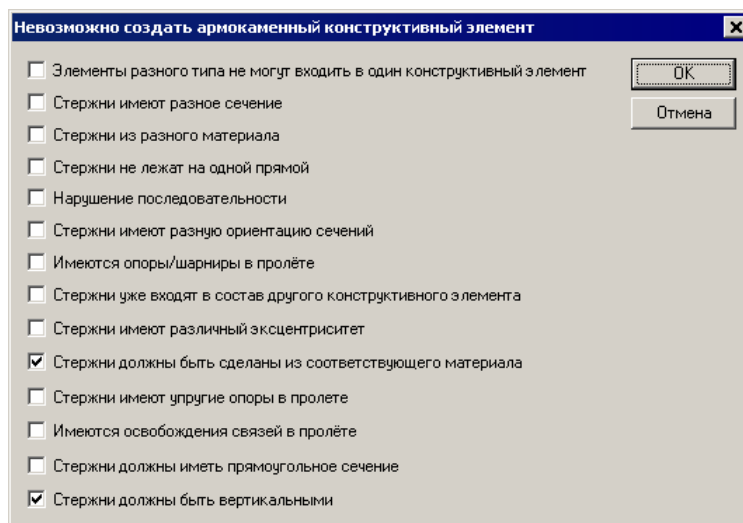 Невозможно создать армокаменный конструктивный элемент
Элементы разного типа не могут входить в один конструктивный элемент
OK
Стержни имеют разное сечение
Отмена
Стержни из разного материала
Стержни не лежат на одной прямой
Нарушение последовательности
Стержни имеют разную ориентацию сечений
Имеются опоры/шарниры в пролёте
Стержни уже входят в состав другого конструктивного элемента
Стержни имеют различный эксцентриситет
Стержни должны быть сделаны из соответствующего материала
Стержни имеют упругие опоры в пролете
Имеются освобождения связей в пролёте
Стержни должны иметь прямоугольное сечение
Стержни должны быть вертикальными